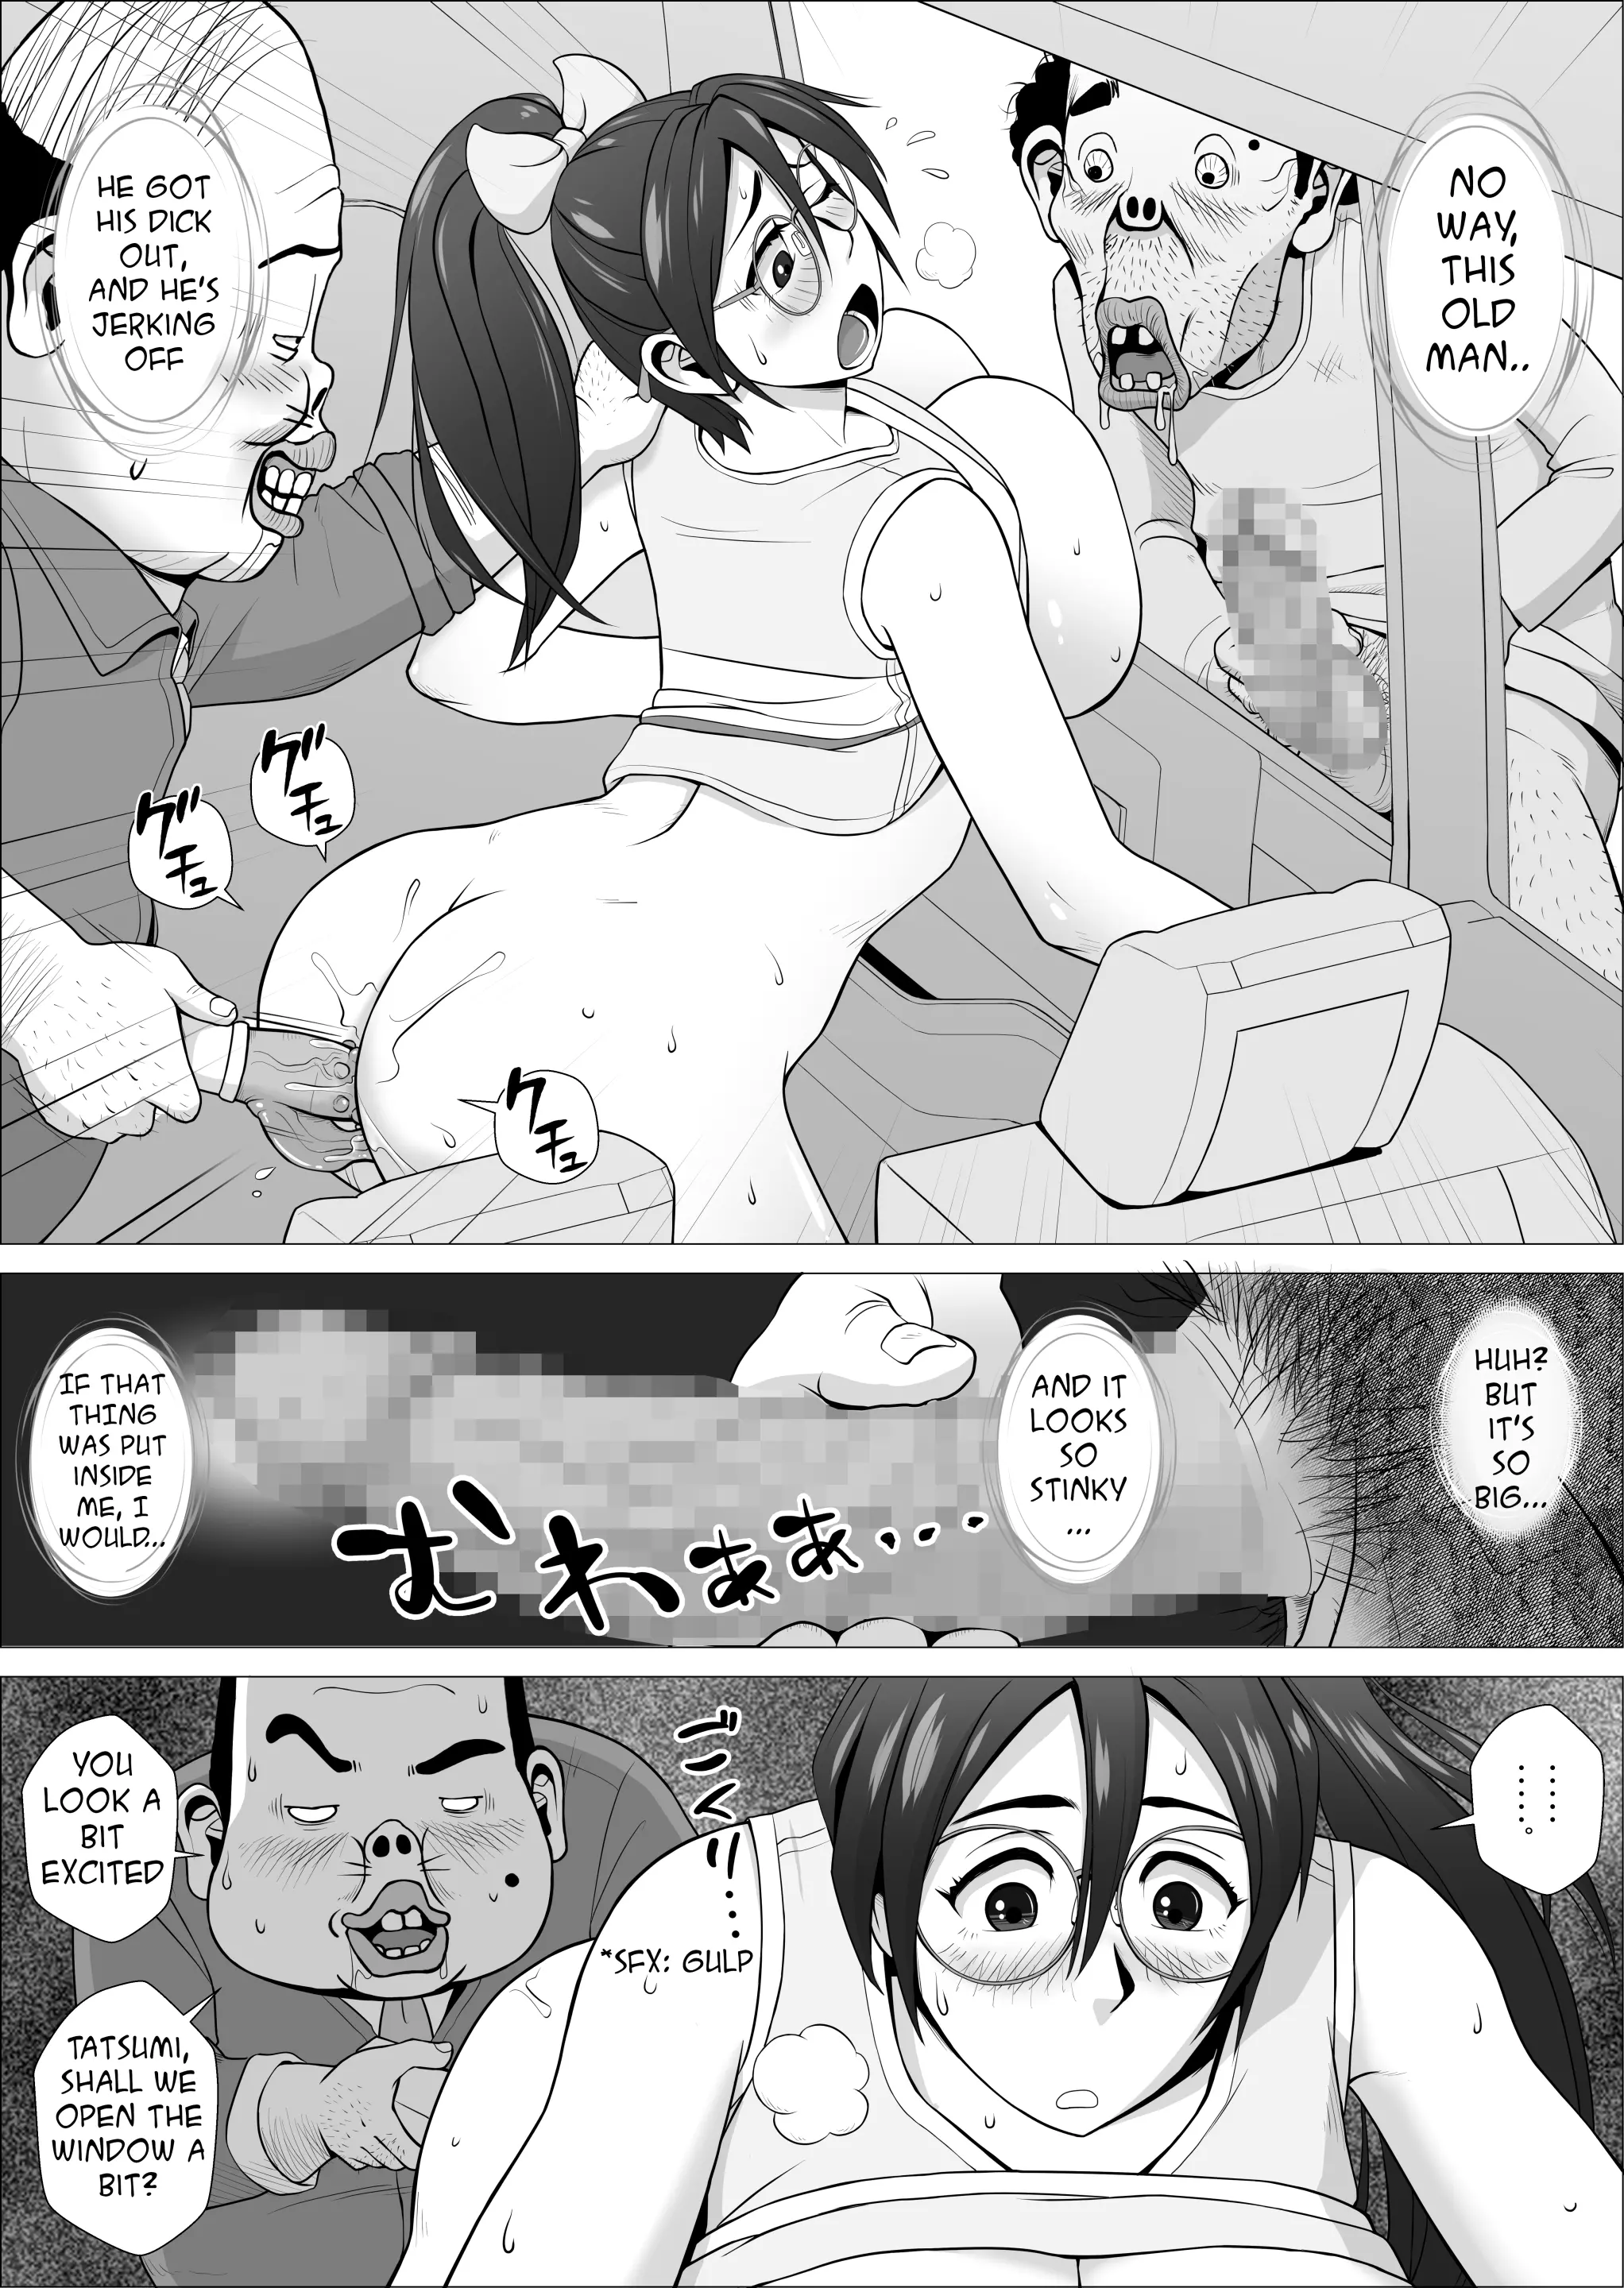 NO
WAY,
THIS
OLD
MAN..
HE GOT
HIS DICK
OUT,
AND HE'S
JERKING
OFF
グチュ
グチュ
グチュ
HUH?
BUT
IT'S
SO
BIG...
AND IT
LOOKS
SO
STINKY
...
むわぁぁ・・・
IF THAT
THING
WAS PUT
INSIDE
ME, I
WOULD...
ごくり・・・
*SFX: GULP
YOU
LOOK A
BIT
EXCITED
TATSUMI,
SHALL WE
OPEN THE
WINDOW A
BIT?